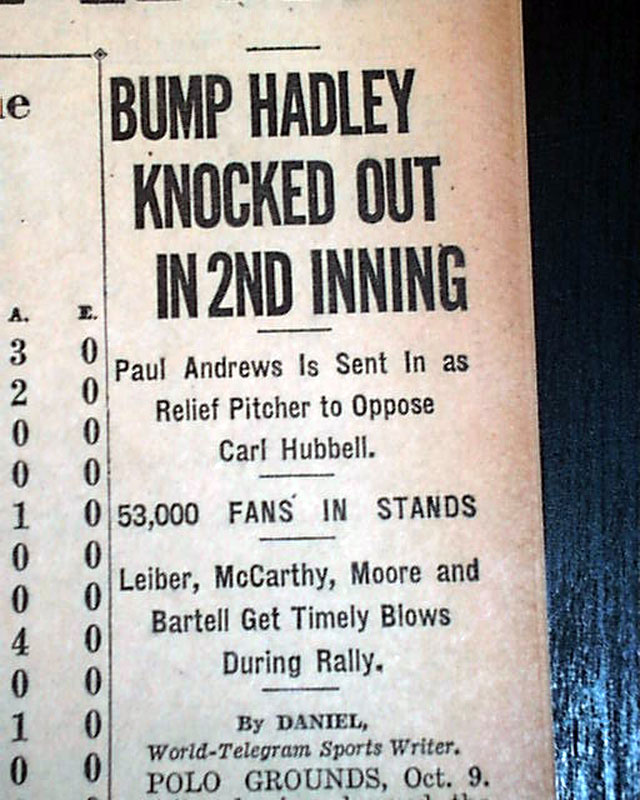 ue
A. E.
3 0
2 0
0 0
0 0
1 0
0 0
0 0
4 0
0 0
1 0
0 0
BUMP HADLEY
KNOCKED OUT
IN 2ND INNING
Paul Andrews Is Sent In as
Relief Pitcher to Oppose
Carl Hubbell.
53,000 FANS IN STANDS
Leiber, McCarthy, Moore and
Bartell Get Timely Blows
During Rally.
By DANIEL,
World-Telegram Sports Writer.
POLO GROUNDS, Oct. 9.